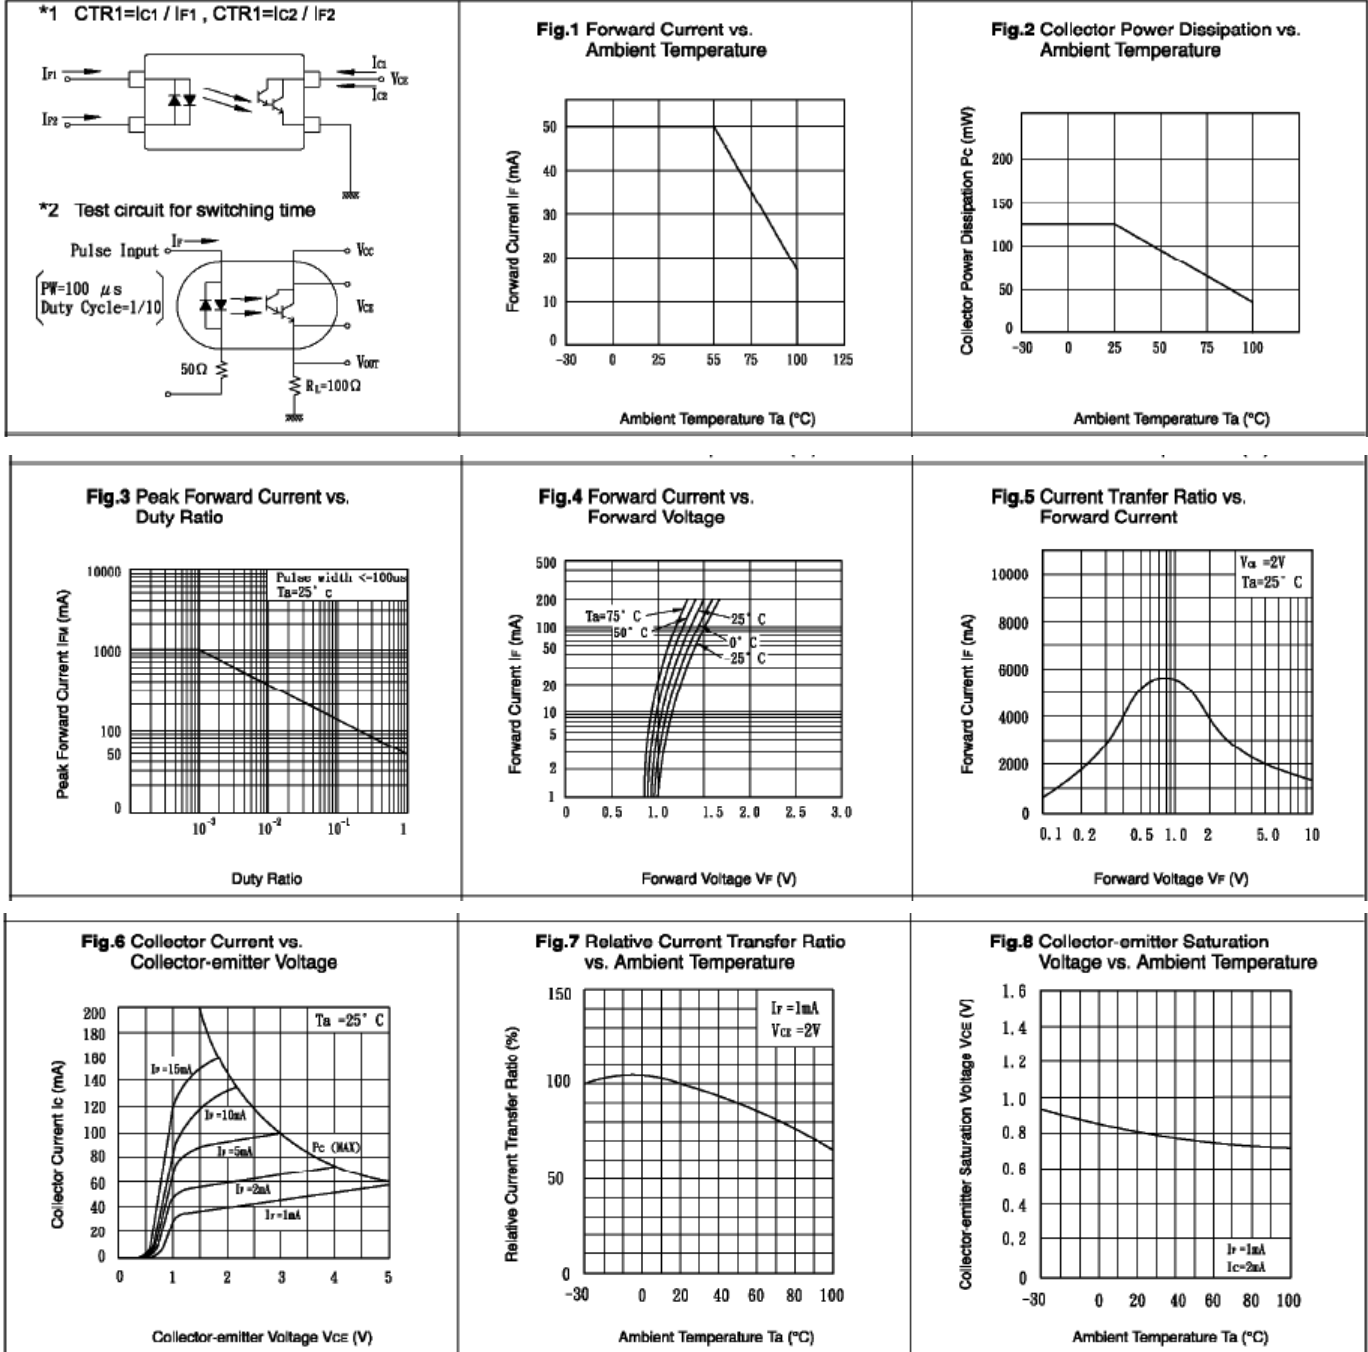 *1 CTR1=IC1 / IF1 , CTR1=IC2 / IF2
IF1
IF2
IC1
VCE
IC2
*2 Test circuit for switching time
Pulse Input
IF
PW=100 μs
Duty Cycle=1/10
Vcc
VCE
VOUT
50Ω
RL=100Ω
Fig.1 Forward Current vs.
Ambient Temperature
Forward Current IF (mA)
50
40
30
20
10
0
-30 0 25 55 75 100 125
Ambient Temperature Ta (°C)
Fig.2 Collector Power Dissipation vs.
Ambient Temperature
Collector Power Dissipation Pc (mW)
200
150
100
50
0
-30 0 25 50 75 100
Ambient Temperature Ta (°C)
Fig.3 Peak Forward Current vs.
Duty Ratio
Peak Forward Current IFM (mA)
10000
1000
100
50
0
Pulse width <-100us
Ta=25° c
10⁻³ 10⁻² 10⁻¹ 1
Duty Ratio
Fig.4 Forward Current vs.
Forward Voltage
Forward Current IF (mA)
500
200
100
50
20
10
5
2
1
Ta=75° C
50° C
25° C
0° C
-25° C
0 0.5 1.0 1.5 2.0 2.5 3.0
Forward Voltage VF (V)
Fig.5 Current Tranfer Ratio vs.
Forward Current
Forward Current IF (mA)
10000
8000
6000
4000
2000
0
VCE =2V
Ta=25° C
0.1 0.2 0.5 1.0 2 5.0 10
Forward Voltage VF (V)
Fig.6 Collector Current vs.
Collector-emitter Voltage
Collector Current Ic (mA)
200
180
160
140
120
100
80
60
40
20
0
Ta =25° C
IF=15mA
IF=10mA
IF=5mA
Pc (MAX)
IF=2mA
IF=1mA
0 1 2 3 4 5
Collector-emitter Voltage VCE (V)
Fig.7 Relative Current Transfer Ratio
vs. Ambient Temperature
Relative Current Transfer Ratio (%)
150
100
50
0
IF =1mA
VCE =2V
-30 0 20 40 60 80 100
Ambient Temperature Ta (°C)
Fig.8 Collector-emitter Saturation
Voltage vs. Ambient Temperature
Collector-emitter Saturation Voltage VCE (V)
1.6
1.4
1.2
1.0
0.8
0.6
0.4
0.2
0
IF =1mA
IC=2mA
-30 0 20 40 60 80 100
Ambient Temperature Ta (°C)